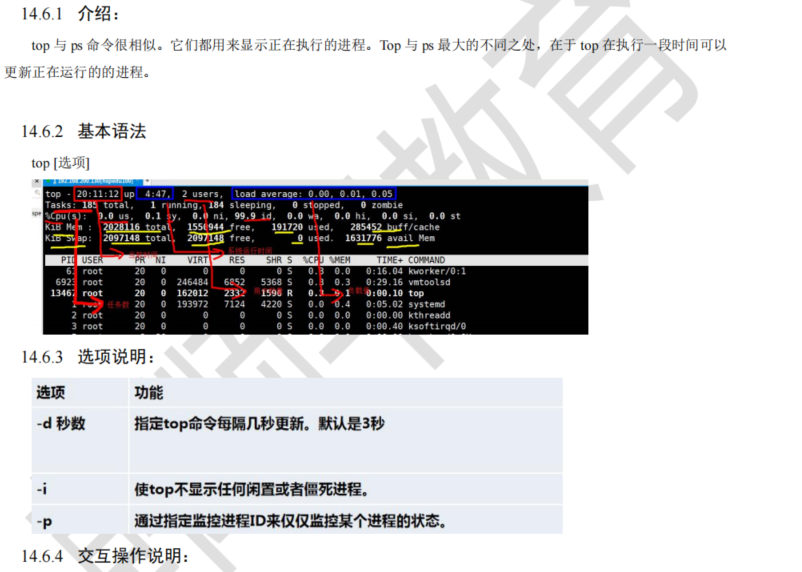 14.6.1 介绍：
top 与 ps 命令很相似。它们都用来显示正在执行的进程。Top 与 ps 最大的不同之处，在于 top 在执行一段时间可以
更新正在运行的的进程。
14.6.2 基本语法
top [选项]
top - 20:11:12 up 4:47, 2 users, load average: 0.00, 0.01, 0.05
Tasks: 185 total, 1 running, 184 sleeping, 0 stopped, 0 zombie
%Cpu(s): 0.0 us, 0.1 sy, 0.0 ni, 99.9 id, 0.0 wa, 0.0 hi, 0.0 si, 0.0 st
KiB Mem : 2028116 total, 1550944 free, 191720 used, 285452 buff/cache
KiB Swap: 2097148 total, 2097148 free, 0 used. 1631776 avail Mem
PID USER PR NI VIRT RES SHR S %CPU %MEM TIME+ COMMAND
root 20 0 0 0 0 S 0.3 0.0 0:16.04 kworker/0:1
6923 root 20 0 246484 6852 5368 S 0.3 0.3 0:29.16 vmtoolsd
13467 root 20 0 162012 2332 1596 R 0.3 0:00.10 top
任务数
root 20 0 193972 7124 4220 S 0.0 0.4 0:05.02 systemd
2 root 20 0 0 0 0 S 0.0 0.0 0:00.00 kthreadd
3 root 20 0 0 0 0 S 0.0 0.0 0:00.40 ksoftirqd/0
14.6.3 选项说明：
选项 功能
-d 秒数 指定top命令每隔几秒更新。默认是3秒
-i 使top不显示任何闲置或者僵死进程。
-p 通过指定监控进程ID来仅仅监控某个进程的状态。
14.6.4 交互操作说明：